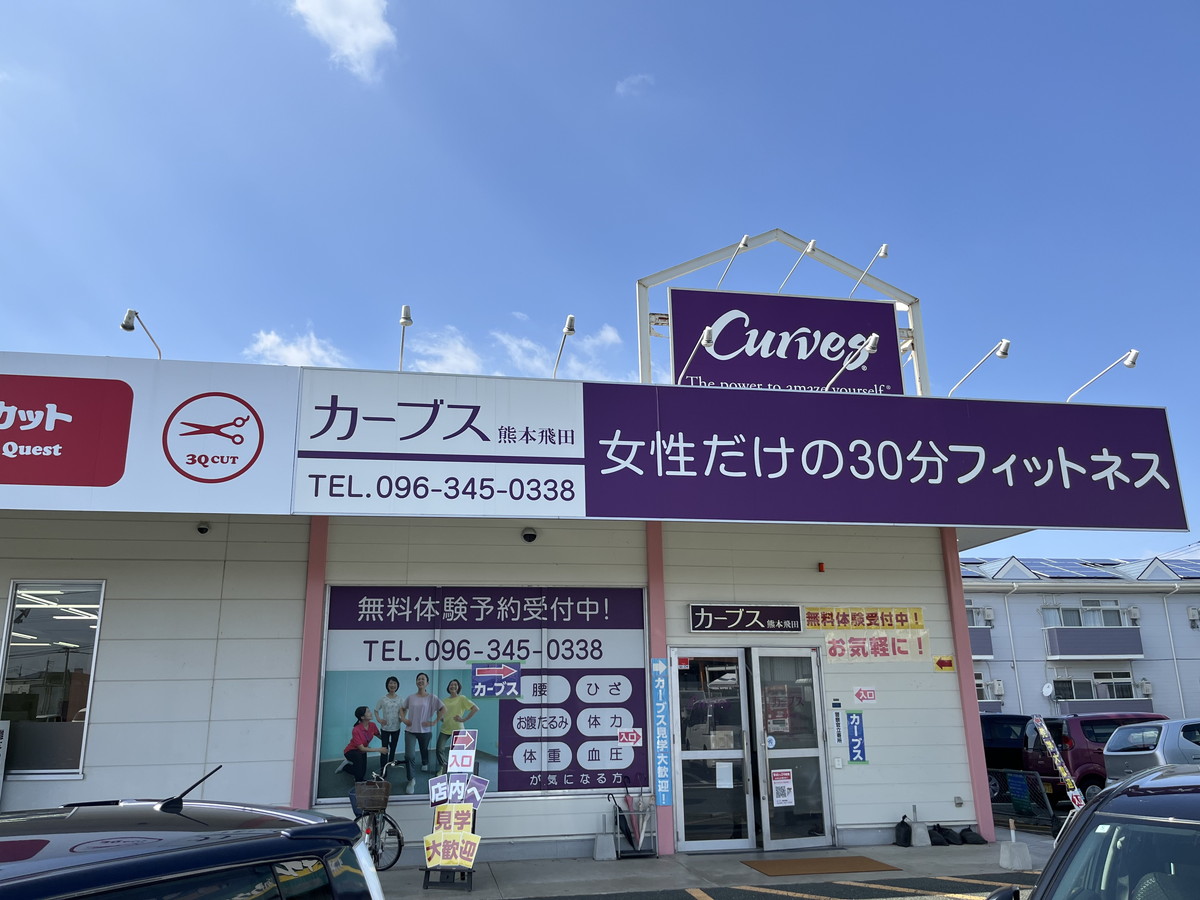 Curves®
The power to amaze yourself®
カット
Quest
3Q CUT
カーブス 熊本飛田
TEL.096-345-0338
女性だけの30分フィットネス
無料体験予約受付中!
TEL.096-345-0338
カーブス
腰
ひざ
お腹たるみ
体力
体重
血圧
が気になる方
入口
入口
店内へ
見学
大歓迎
カーブス見学大歓迎!
カーブス 熊本飛田
無料体験受付中!
お気軽に!
入口
カーブス